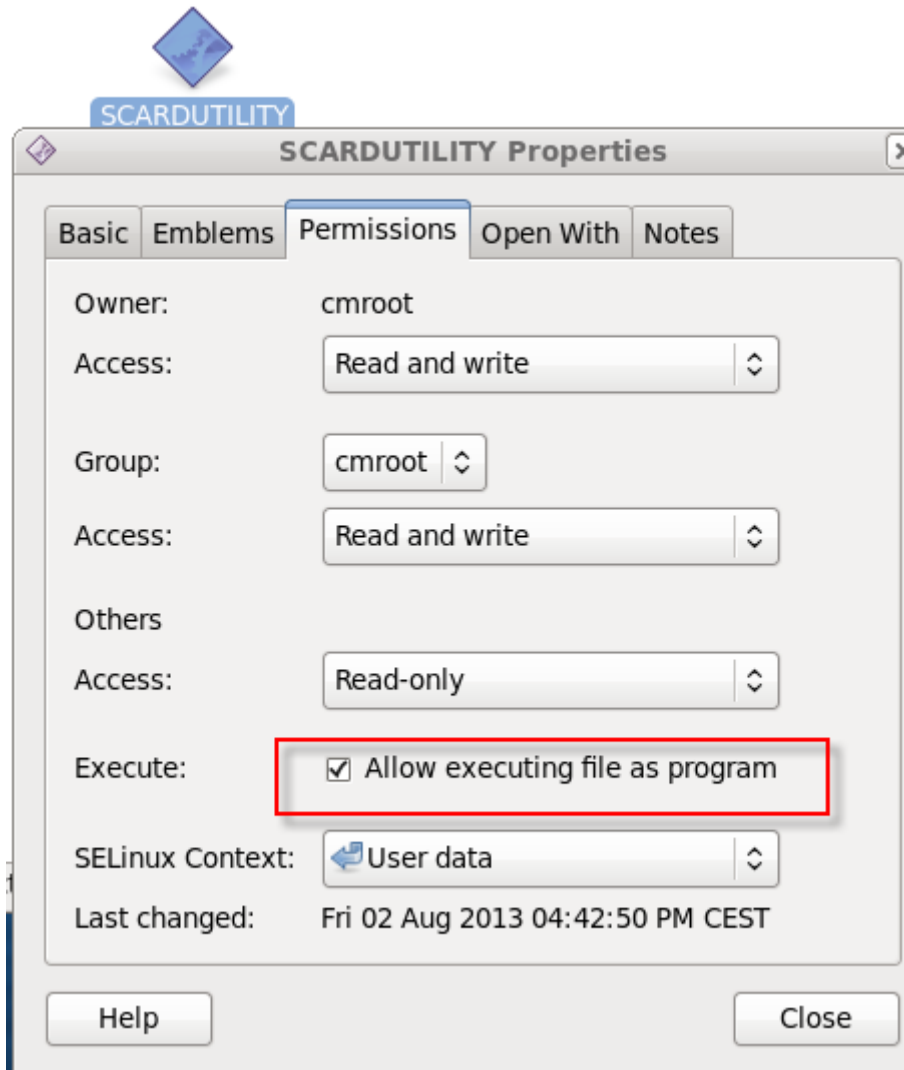 SCARDUTILITY
SCARDUTILITY Properties
Basic Emblems Permissions Open With Notes
Owner: cmroot
Access: Read and write
Group: cmroot
Access: Read and write
Others
Access: Read-only
Execute: Allow executing file as program
SELinux Context: User data
Last changed: Fri 02 Aug 2013 04:42:50 PM CEST
Help Close